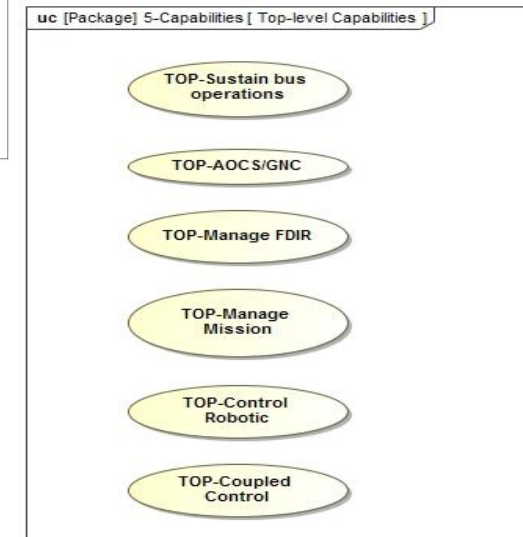 uc [Package] 5-Capabilities [ Top-level Capabilities ]
TOP-Sustain bus
operations
TOP-AOCS/GNC
TOP-Manage FDIR
TOP-Manage
Mission
TOP-Control
Robotic
TOP-Coupled
Control